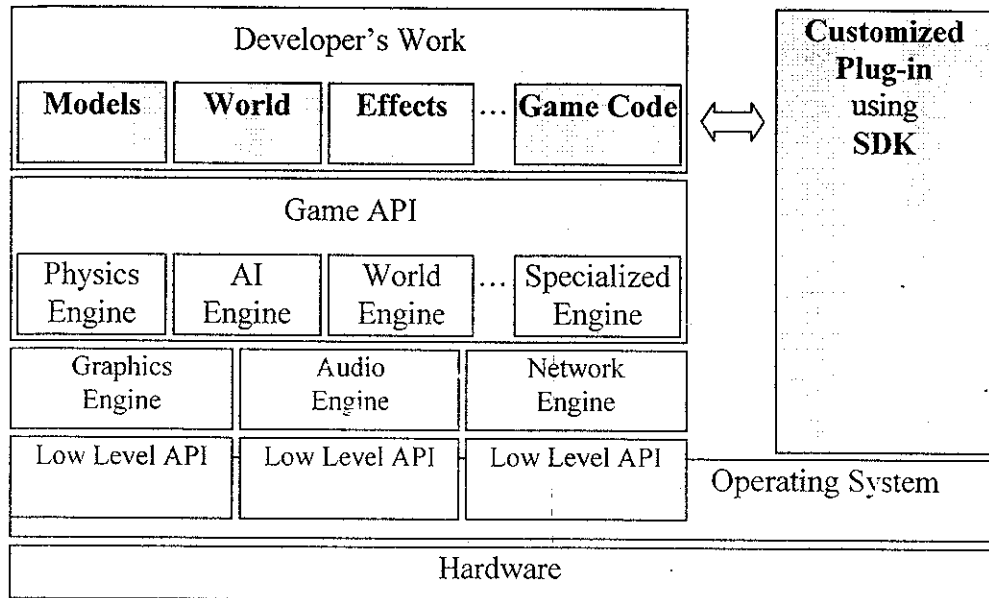 Developer's Work
Models
World
Effects
...
Game Code
Customized
Plug-in
using
SDK
Game API
Physics
Engine
AI
Engine
World
Engine
...
Specialized
Engine
Graphics
Engine
Audio
Engine
Network
Engine
Low Level API
Low Level API
Low Level API
Operating System
Hardware